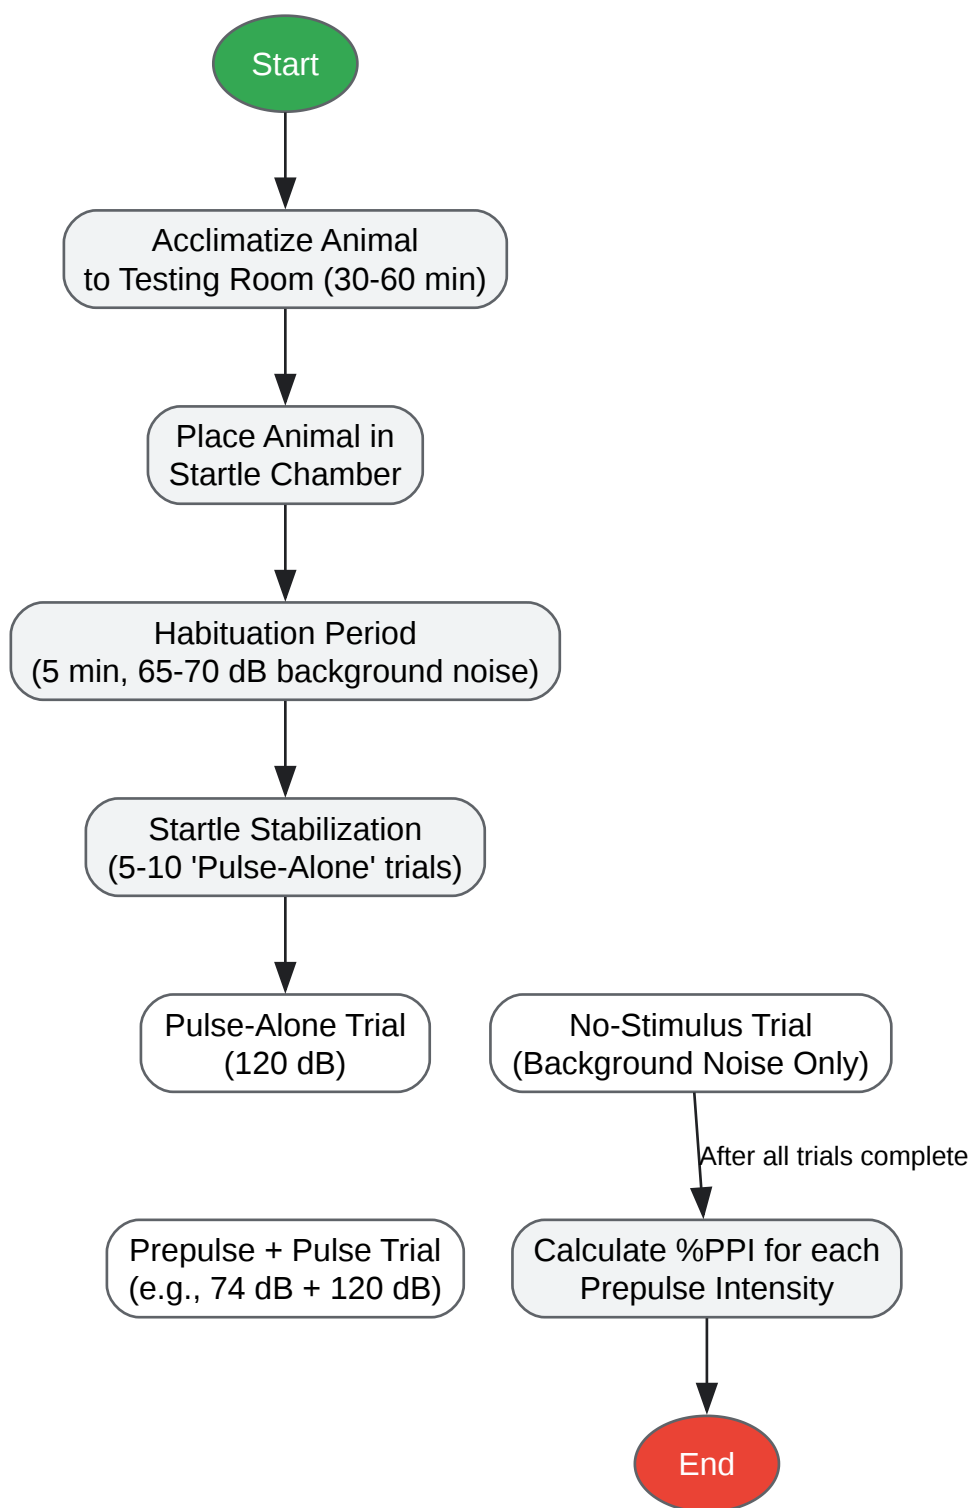 Start
Acclimatize Animal
to Testing Room (30-60 min)
Place Animal in
Startle Chamber
Habituation Period
(5 min, 65-70 dB background noise)
Startle Stabilization
(5-10 'Pulse-Alone' trials)
Pulse-Alone Trial
(120 dB)
No-Stimulus Trial
(Background Noise Only)
After all trials complete
Prepulse + Pulse Trial
(e.g., 74 dB + 120 dB)
Calculate %PPI for each
Prepulse Intensity
End